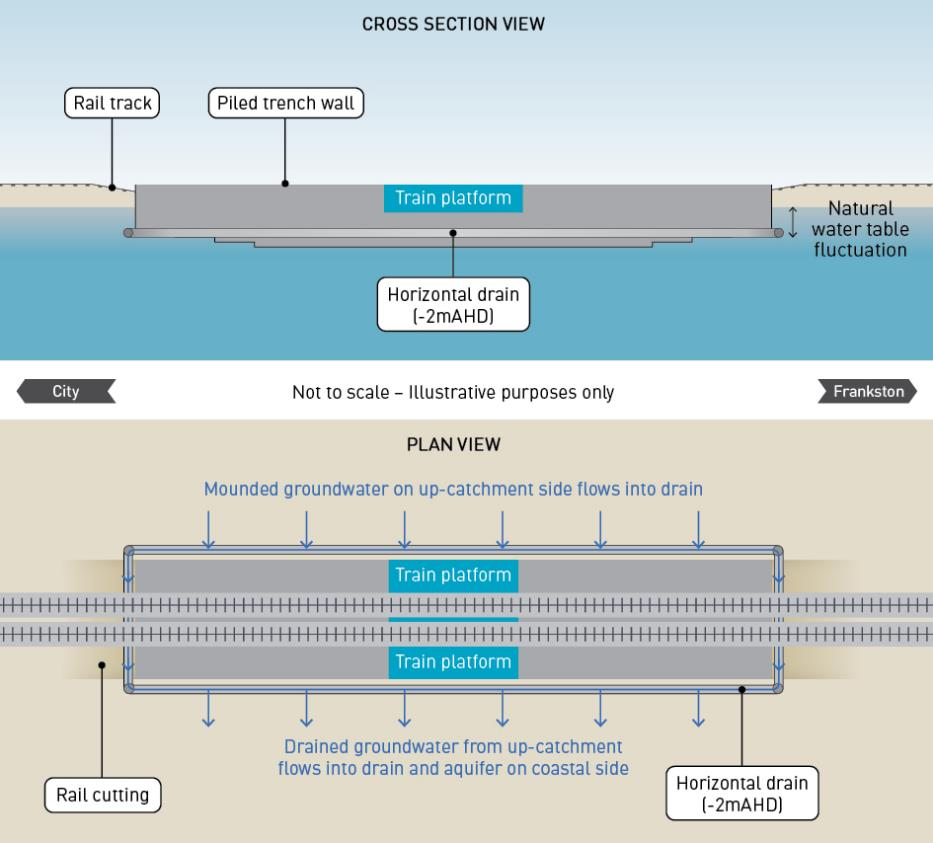 CROSS SECTION VIEW
Rail track
Piled trench wall
Train platform
Natural
water table
fluctuation
Horizontal drain
(-2mAHD)
City
Not to scale – Illustrative purposes only
Frankston
PLAN VIEW
Mounded groundwater on up-catchment side flows into drain
Train platform
Train platform
Drained groundwater from up-catchment
flows into drain and aquifer on coastal side
Rail cutting
Horizontal drain
(-2mAHD)